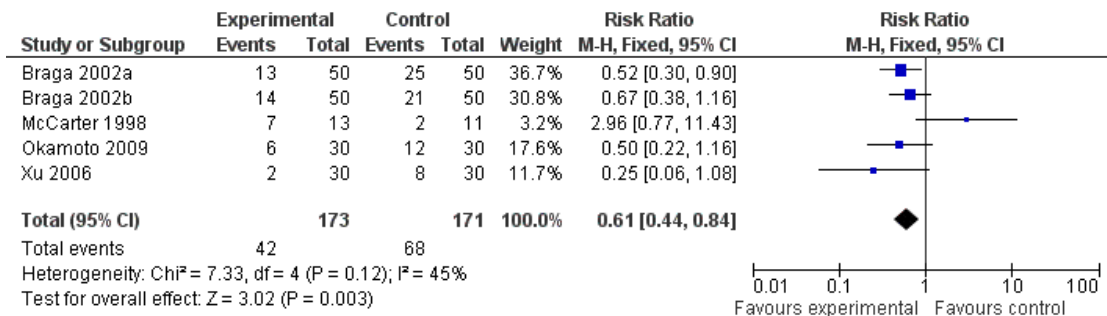 Experimental Control Risk Ratio Risk Ratio
Study or Subgroup Events Total Events Total Weight M-H, Fixed, 95% CI M-H, Fixed, 95% CI
Braga 2002a 13 50 25 50 36.7% 0.52 [0.30, 0.90]
Braga 2002b 14 50 21 50 30.8% 0.67 [0.38, 1.16]
McCarter 1998 7 13 2 11 3.2% 2.96 [0.77, 11.43]
Okamoto 2009 6 30 12 30 17.6% 0.50 [0.22, 1.16]
Xu 2006 2 30 8 30 11.7% 0.25 [0.06, 1.08]
Total (95% CI) 173 171 100.0% 0.61 [0.44, 0.84]
Total events 42 68
Heterogeneity: Chi² = 7.33, df = 4 (P = 0.12); I² = 45%
Test for overall effect: Z = 3.02 (P = 0.003)
0.01 0.1 1 10 100
Favours experimental Favours control